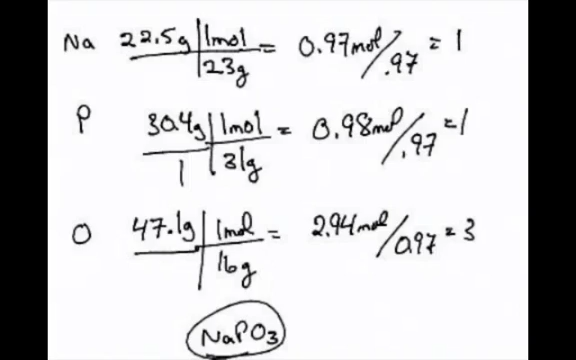 Na 22.5g | 1mol = 0.97mol/.97 = 1
23g
P 30.4g | 1mol = 0.98mol/.97 = 1
1 | 31g
O 47.1g | 1mol = 2.94mol/0.97 = 3
16g
NaPO3